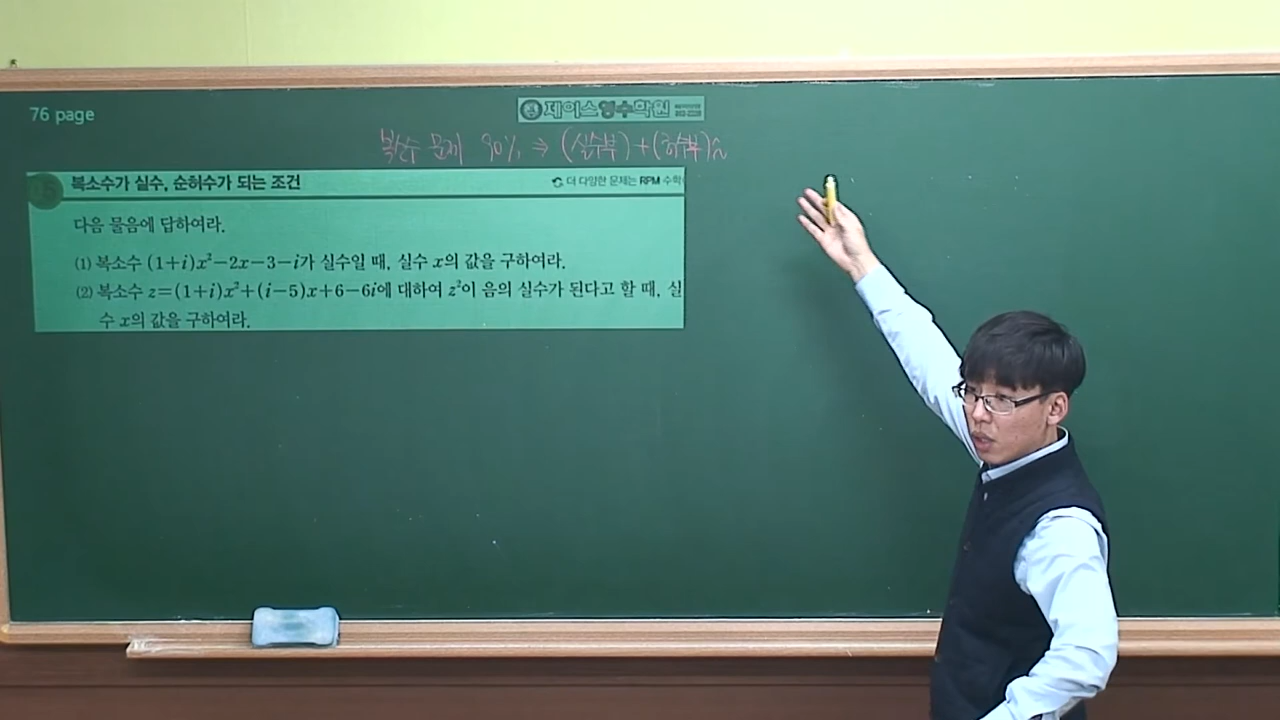 76 page
제이스영수학원
복소수 문제 90% ⇒ (실수부)+(허수부)i
복소수가 실수, 순허수가 되는 조건
더 다양한 문제는 RPM 수학
다음 물음에 답하여라.
(1) 복소수 (1+i)x²−2x−3−i가 실수일 때, 실수 x의 값을 구하여라.
(2) 복소수 z=(1+i)x²+(i−5)x+6−6i에 대하여 z²이 음의 실수가 된다고 할 때, 실
수 x의 값을 구하여라.